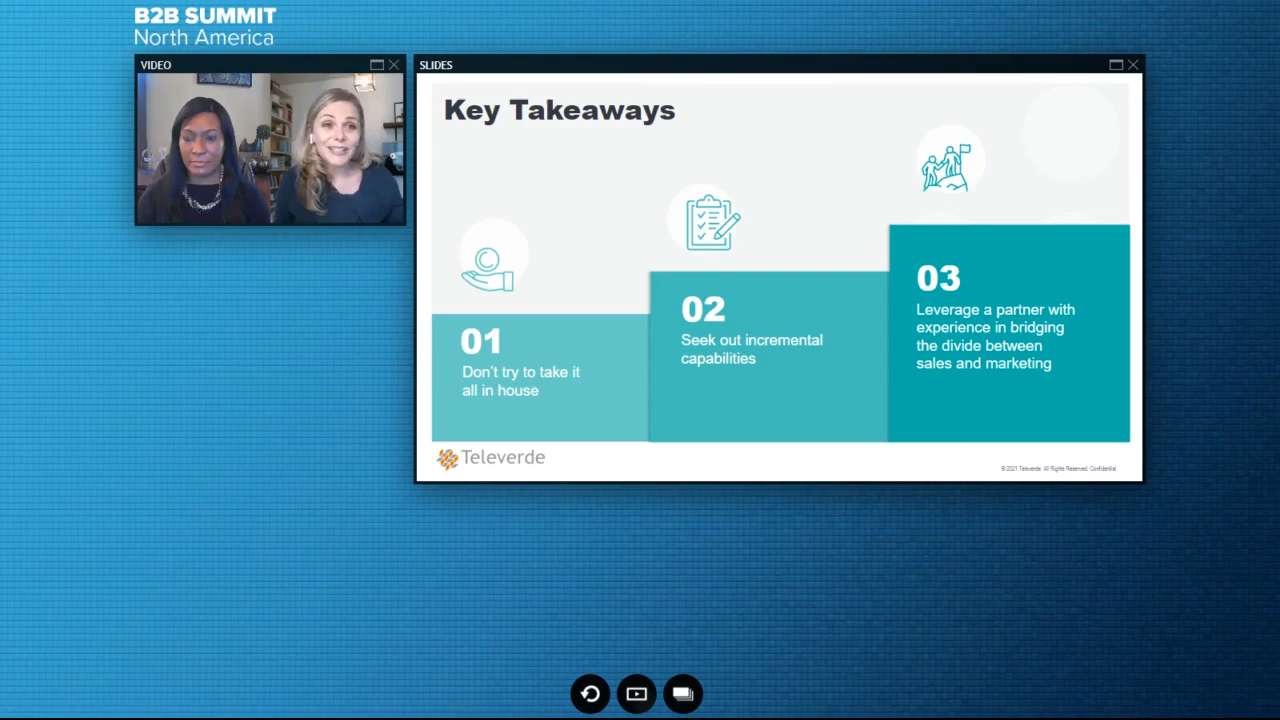 B2B SUMMIT
North America
VIDEO
SLIDES
Key Takeaways
01
Don’t try to take it
all in house
02
Seek out incremental
capabilities
03
Leverage a partner with
experience in bridging
the divide between
sales and marketing
Televerde
© 2021 Televerde. All Rights Reserved. Confidential